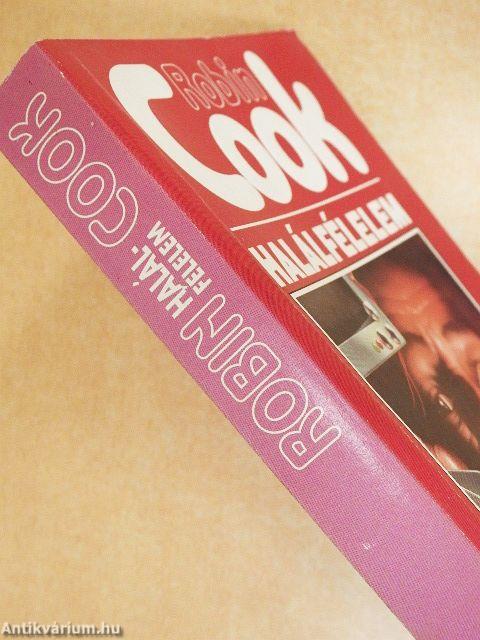 Robin
Cook
HALÁLFÉLELEM
ROBIN COOK
HALÁL-
FÉLELEM
Antikvárium.hu